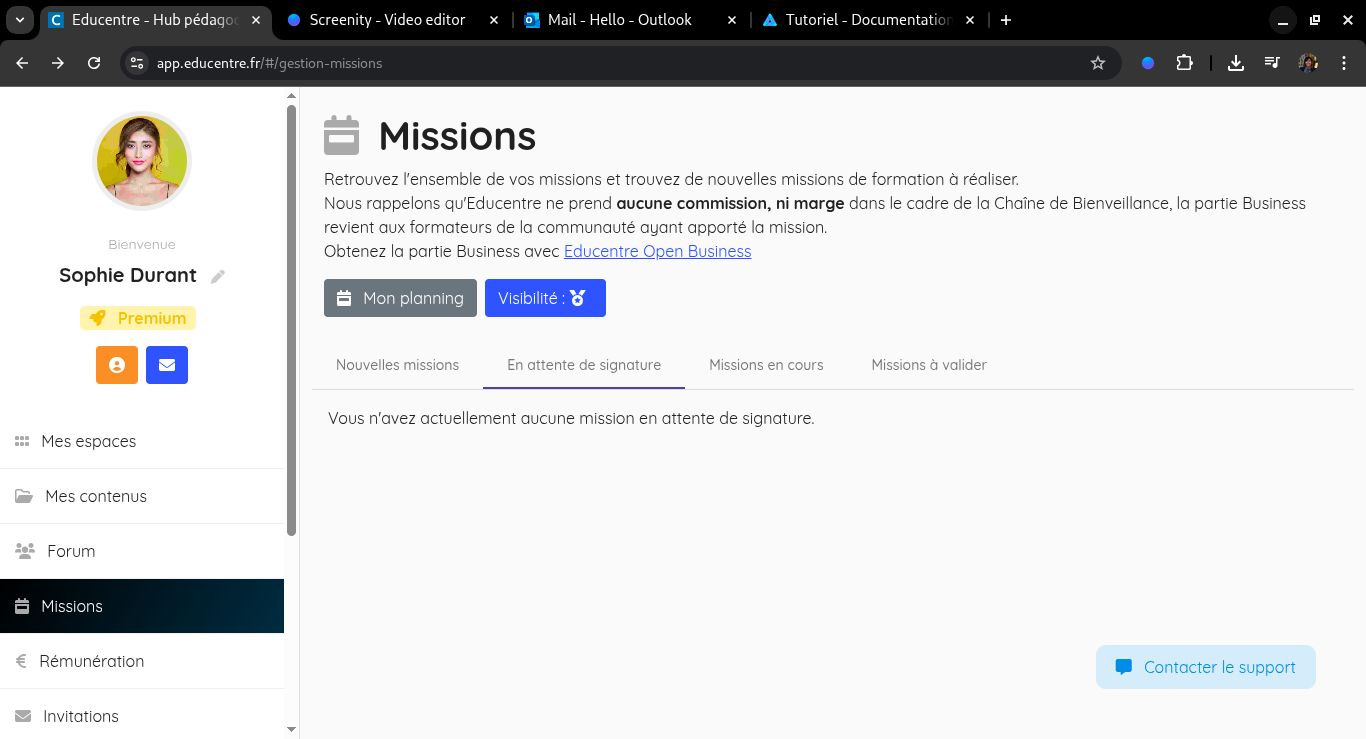 Educentre - Hub pédagog
Screenity - Video editor
Mail - Hello - Outlook
Tutoriel - Documentation
app.educentre.fr/#/gestion-missions
Bienvenue
Sophie Durant
Premium
Mes espaces
Mes contenus
Forum
Missions
Rémunération
Invitations
Missions
Retrouvez l'ensemble de vos missions et trouvez de nouvelles missions de formation à réaliser.
Nous rappelons qu'Educentre ne prend aucune commission, ni marge dans le cadre de la Chaîne de Bienveillance, la partie Business
revient aux formateurs de la communauté ayant apporté la mission.
Obtenez la partie Business avec Educentre Open Business
Mon planning
Visibilité :
Nouvelles missions
En attente de signature
Missions en cours
Missions à valider
Vous n'avez actuellement aucune mission en attente de signature.
Contacter le support